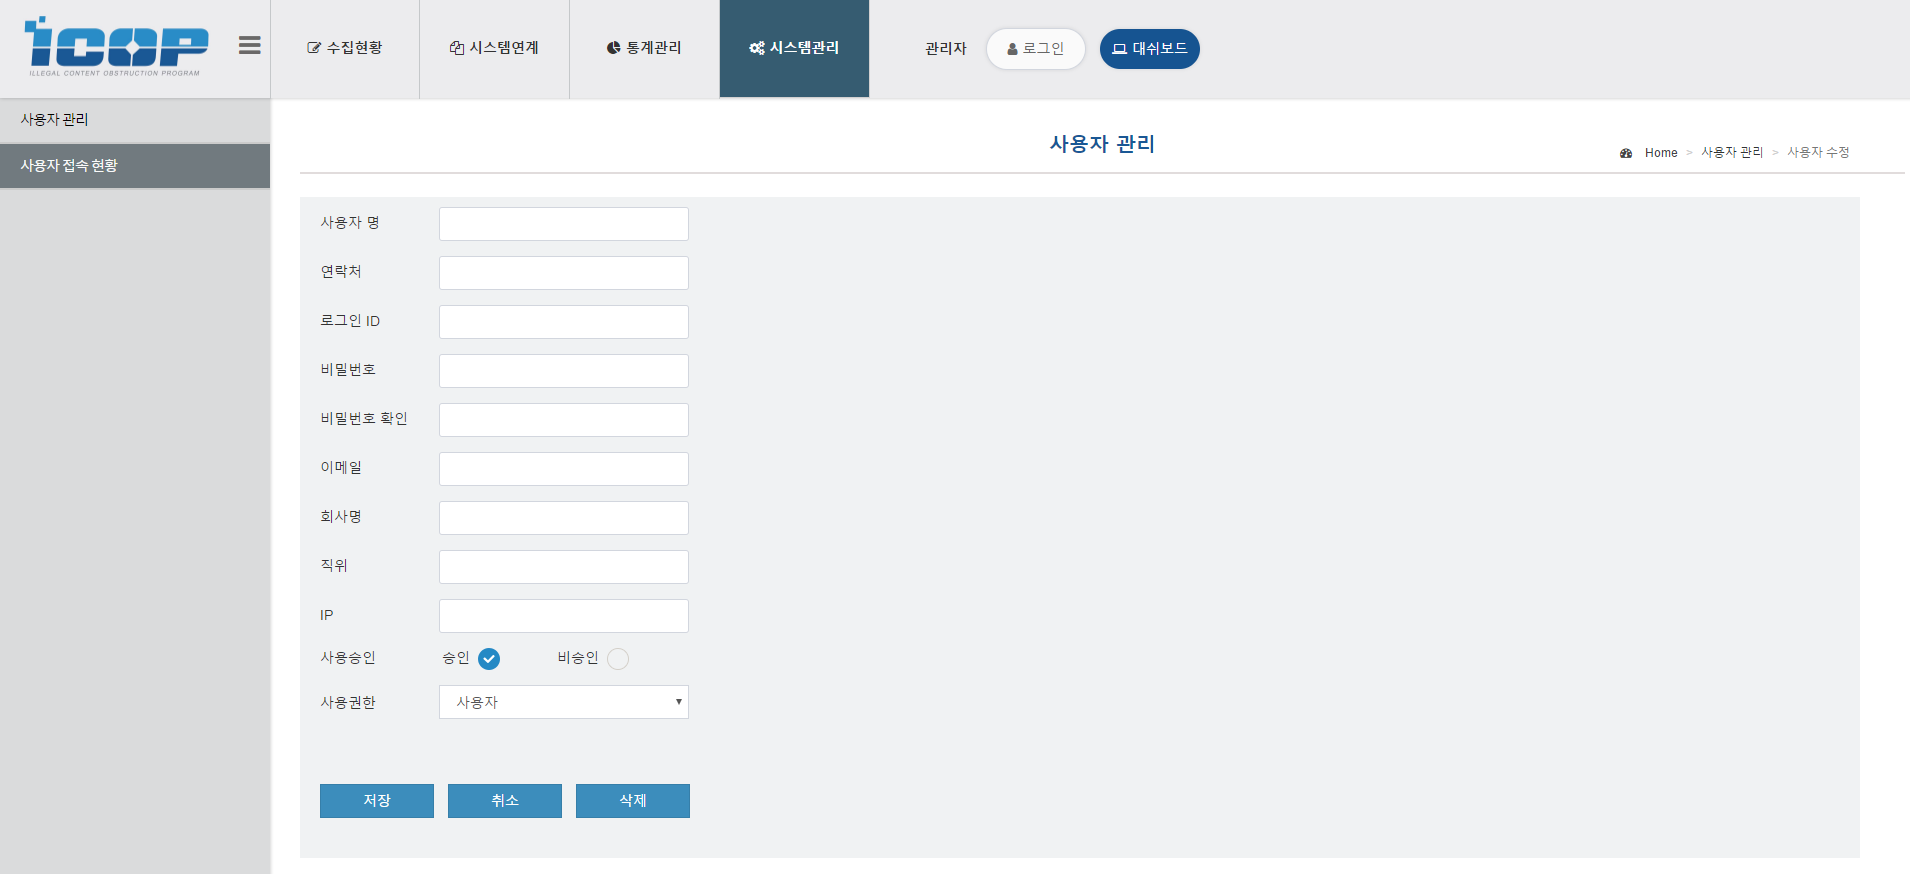 icop
ILLEGAL CONTENT OBSTRUCTION PROGRAM
수집현황
시스템연계
통계관리
시스템관리
관리자
로그인
대쉬보드
사용자 관리
사용자 접속 현황
사용자 관리
Home > 사용자 관리 > 사용자 수정
사용자 명
연락처
로그인 ID
비밀번호
비밀번호 확인
이메일
회사명
직위
IP
사용승인 승인 비승인
사용권한 사용자
저장 취소 삭제